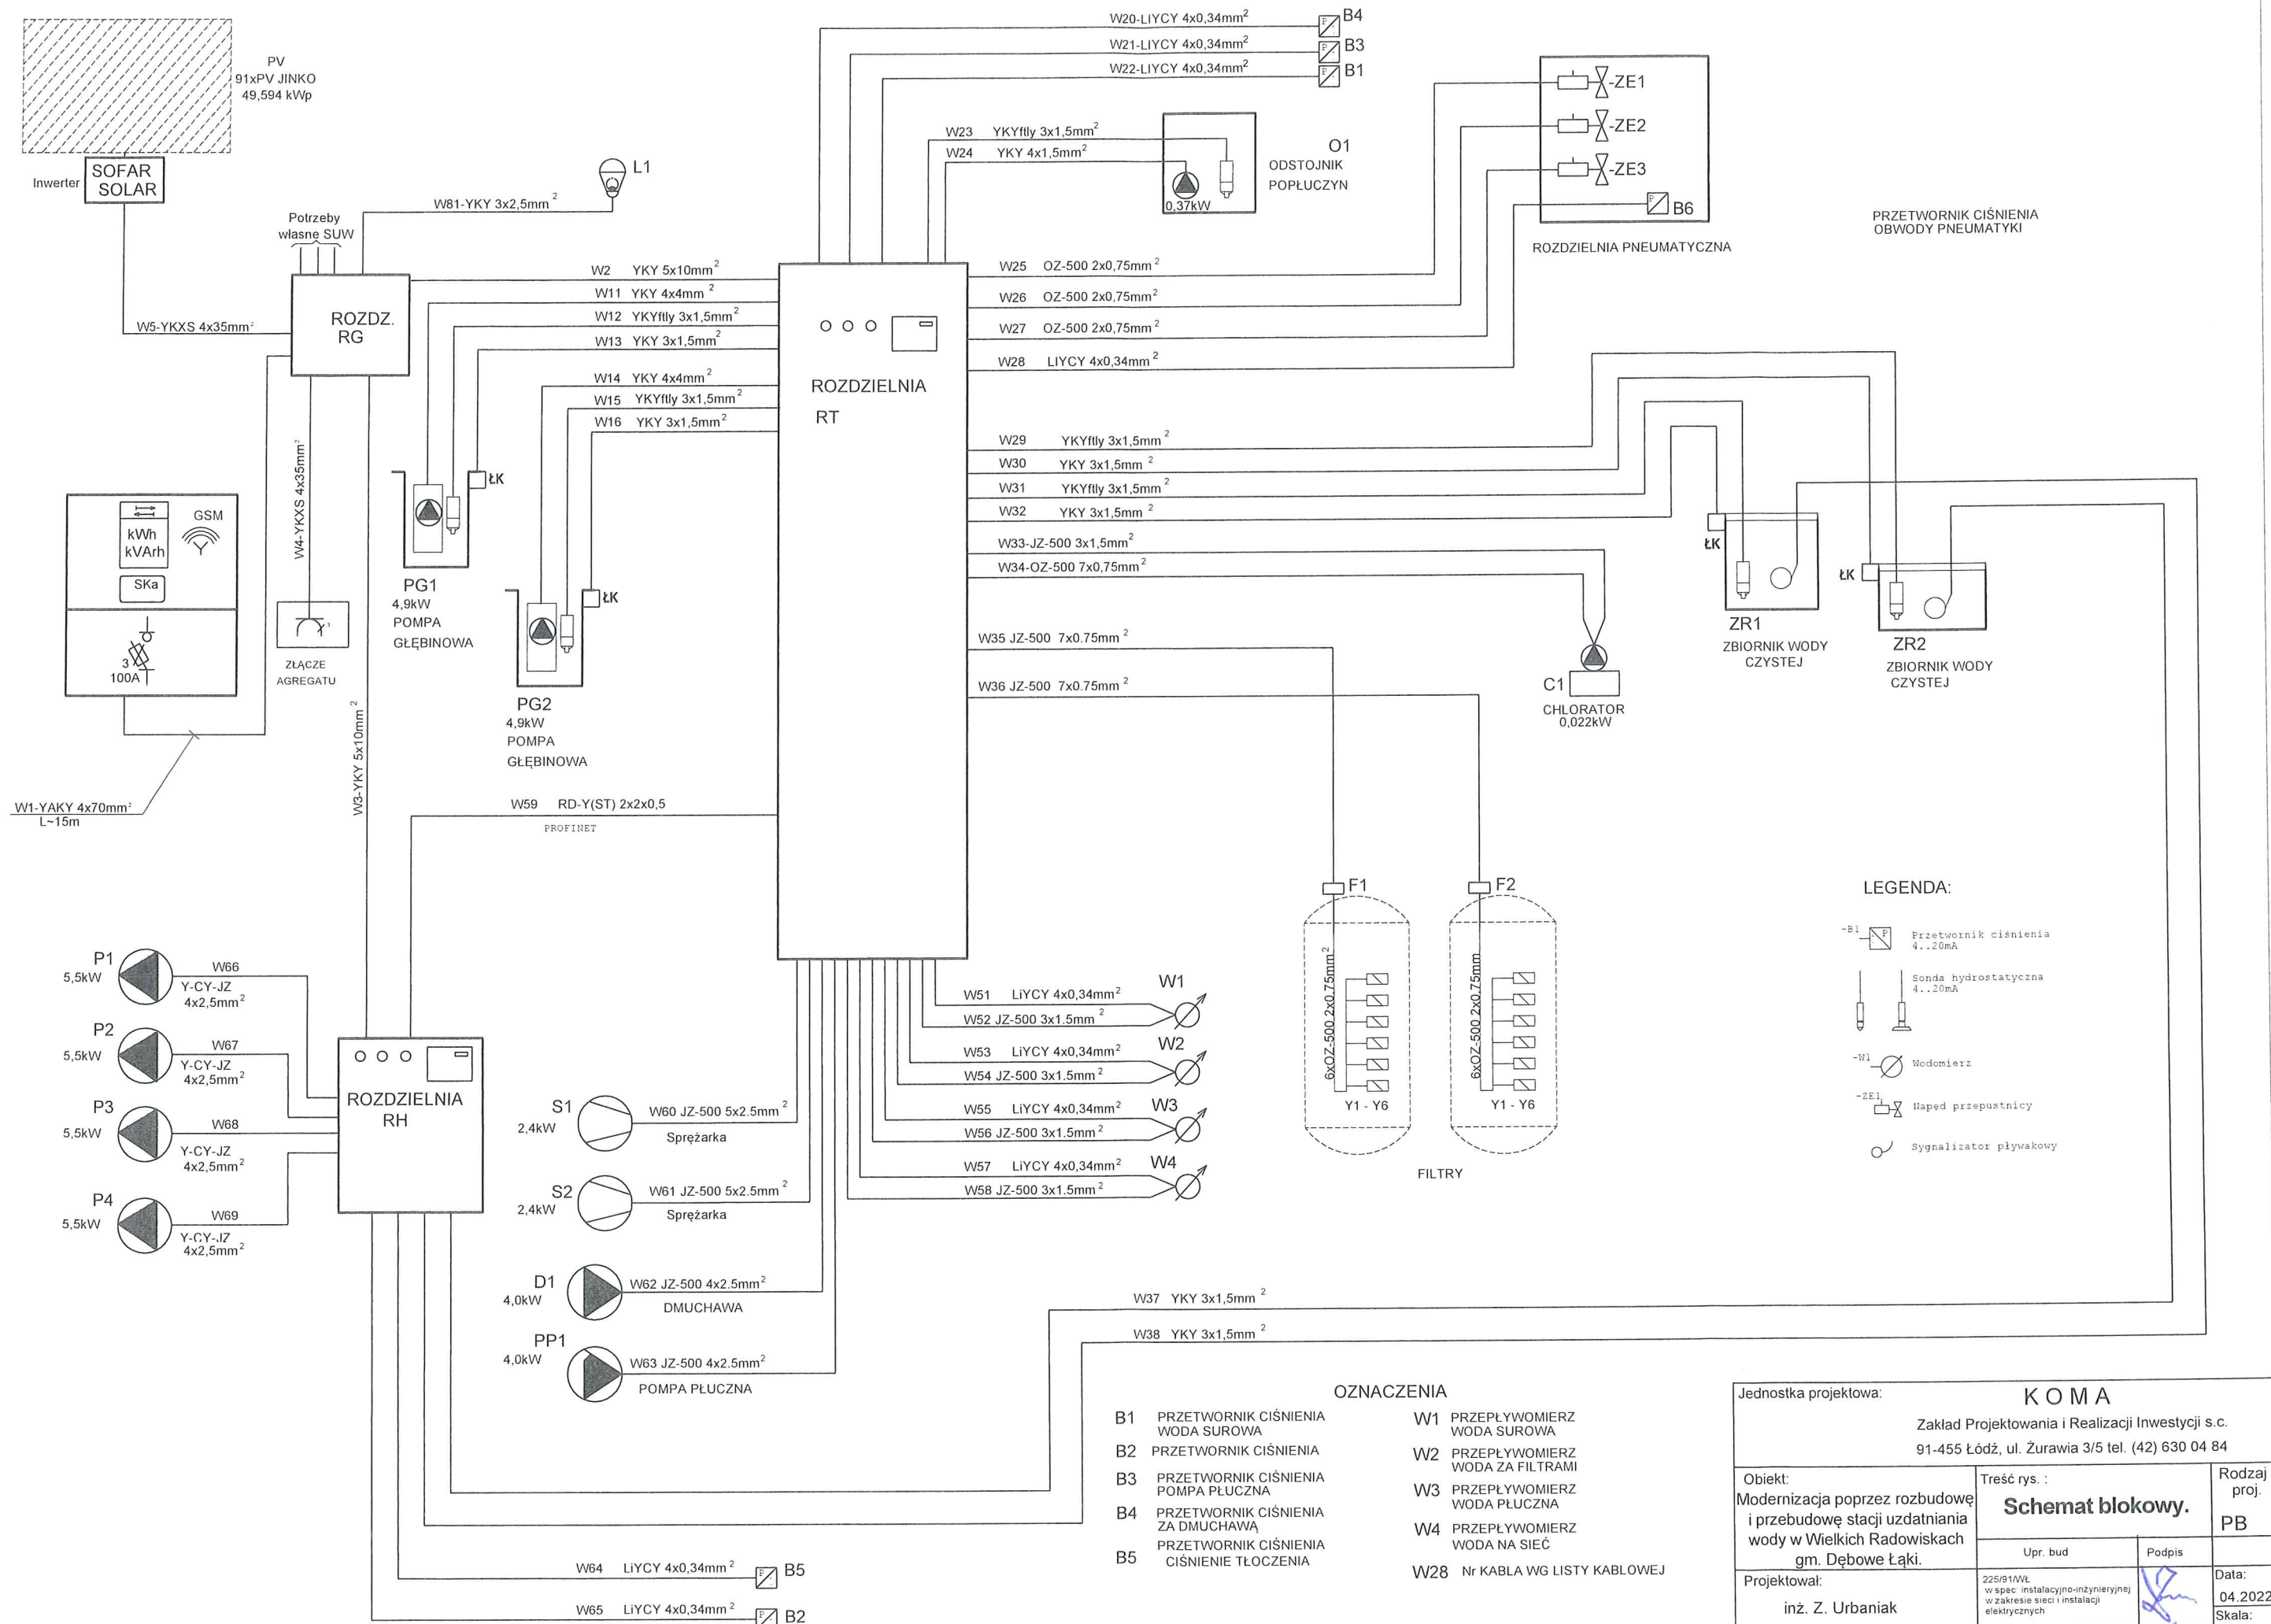 PV
91xPV JINKO
49,594 kWp
Inwerter
SOFAR
SOLAR
L1
W81-YKY 3x2,5mm²
Potrzeby
własne SUW
W5-YKXS 4x35mm²
ROZDZ.
RG
W4-YKXS 4x35mm²
W3-YKY 5x10mm²
kWh
kVArh
GSM
SKa
3
100A
3
ZŁĄCZE
AGREGATU
W1-YAKY 4x70mm²
L~15m
W2 YKY 5x10mm²
W11 YKY 4x4mm²
W12 YKYftly 3x1,5mm²
W13 YKY 3x1,5mm²
W14 YKY 4x4mm²
W15 YKYftly 3x1,5mm²
W16 YKY 3x1,5mm²
ŁK
PG1
4,9kW
POMPA
GŁĘBINOWA
ŁK
PG2
4,9kW
POMPA
GŁĘBINOWA
W59 RD-Y(ST) 2x2x0,5
PROFINET
ROZDZIELNIA
RT
W20-LIYCY 4x0,34mm²
P
B4
W21-LIYCY 4x0,34mm²
P
B3
W22-LIYCY 4x0,34mm²
P
B1
W23 YKYftly 3x1,5mm²
W24 YKY 4x1,5mm²
0,37kW
O1
ODSTOJNIK
POPŁUCZYN
-ZE1
-ZE2
-ZE3
P
B6
ROZDZIELNIA PNEUMATYCZNA
PRZETWORNIK CIŚNIENIA
OBWODY PNEUMATYKI
W25 OZ-500 2x0,75mm²
W26 OZ-500 2x0,75mm²
W27 OZ-500 2x0,75mm²
W28 LIYCY 4x0,34mm²
W29 YKYftly 3x1,5mm²
W30 YKY 3x1,5mm²
W31 YKYftly 3x1,5mm²
W32 YKY 3x1,5mm²
W33-JZ-500 3x1,5mm²
W34-OZ-500 7x0,75mm²
W35 JZ-500 7x0.75mm²
W36 JZ-500 7x0.75mm²
C1
CHLORATOR
0,022kW
ŁK
ZR1
ZBIORNIK WODY
CZYSTEJ
ŁK
ZR2
ZBIORNIK WODY
CZYSTEJ
F1
6xOZ-500 2x0,75mm²
Y1 - Y6
F2
6xOZ-500 2x0,75mm
Y1 - Y6
FILTRY
LEGENDA:
-B1
P
Przetwornik ciśnienia
4..20mA
Sonda hydrostatyczna
4..20mA
-W1
Wodomierz
-ZE1
Napęd przepustnicy
Sygnalizator pływakowy
P1
5,5kW
W66
Y-CY-JZ
4x2,5mm²
P2
5,5kW
W67
Y-CY-JZ
4x2,5mm²
P3
5,5kW
W68
Y-CY-JZ
4x2,5mm²
P4
5,5kW
W69
Y-CY-JZ
4x2,5mm²
ROZDZIELNIA
RH
S1
2,4kW
W60 JZ-500 5x2.5mm²
Sprężarka
S2
2,4kW
W61 JZ-500 5x2.5mm²
Sprężarka
D1
4,0kW
W62 JZ-500 4x2.5mm²
DMUCHAWA
PP1
4,0kW
W63 JZ-500 4x2.5mm²
POMPA PŁUCZNA
W51 LiYCY 4x0,34mm²
W52 JZ-500 3x1.5mm²
W1
W53 LiYCY 4x0,34mm²
W54 JZ-500 3x1.5mm²
W2
W55 LiYCY 4x0,34mm²
W56 JZ-500 3x1.5mm²
W3
W57 LiYCY 4x0,34mm²
W58 JZ-500 3x1.5mm²
W4
W37 YKY 3x1,5mm²
W38 YKY 3x1,5mm²
W64 LiYCY 4x0,34mm²
P
B5
W65 LiYCY 4x0,34mm²
P
B2
OZNACZENIA
B1 PRZETWORNIK CIŚNIENIA
WODA SUROWA
B2 PRZETWORNIK CIŚNIENIA
B3 PRZETWORNIK CIŚNIENIA
POMPA PŁUCZNA
B4 PRZETWORNIK CIŚNIENIA
ZA DMUCHAWĄ
B5 PRZETWORNIK CIŚNIENIA
CIŚNIENIE TŁOCZENIA
W1 PRZEPŁYWOMIERZ
WODA SUROWA
W2 PRZEPŁYWOMIERZ
WODA ZA FILTRAMI
W3 PRZEPŁYWOMIERZ
WODA PŁUCZNA
W4 PRZEPŁYWOMIERZ
WODA NA SIEĆ
W28 Nr KABLA WG LISTY KABLOWEJ
Jednostka projektowa:
KOMA
Zakład Projektowania i Realizacji Inwestycji s.c.
91-455 Łódź, ul. Żurawia 3/5 tel. (42) 630 04 84
Obiekt:
Modernizacja poprzez rozbudowę
i przebudowę stacji uzdatniania
wody w Wielkich Radowiskach
gm. Dębowe Łąki.
Treść rys. :
Schemat blokowy.
Rodzaj
proj.
PB
Upr. bud
Podpis
Projektował:
inż. Z. Urbaniak
225/91/WŁ
w spec. instalacyjno-inżynieryjnej
w zakresie sieci i instalacji
elektrycznych
Data:
04.2022
Skala: